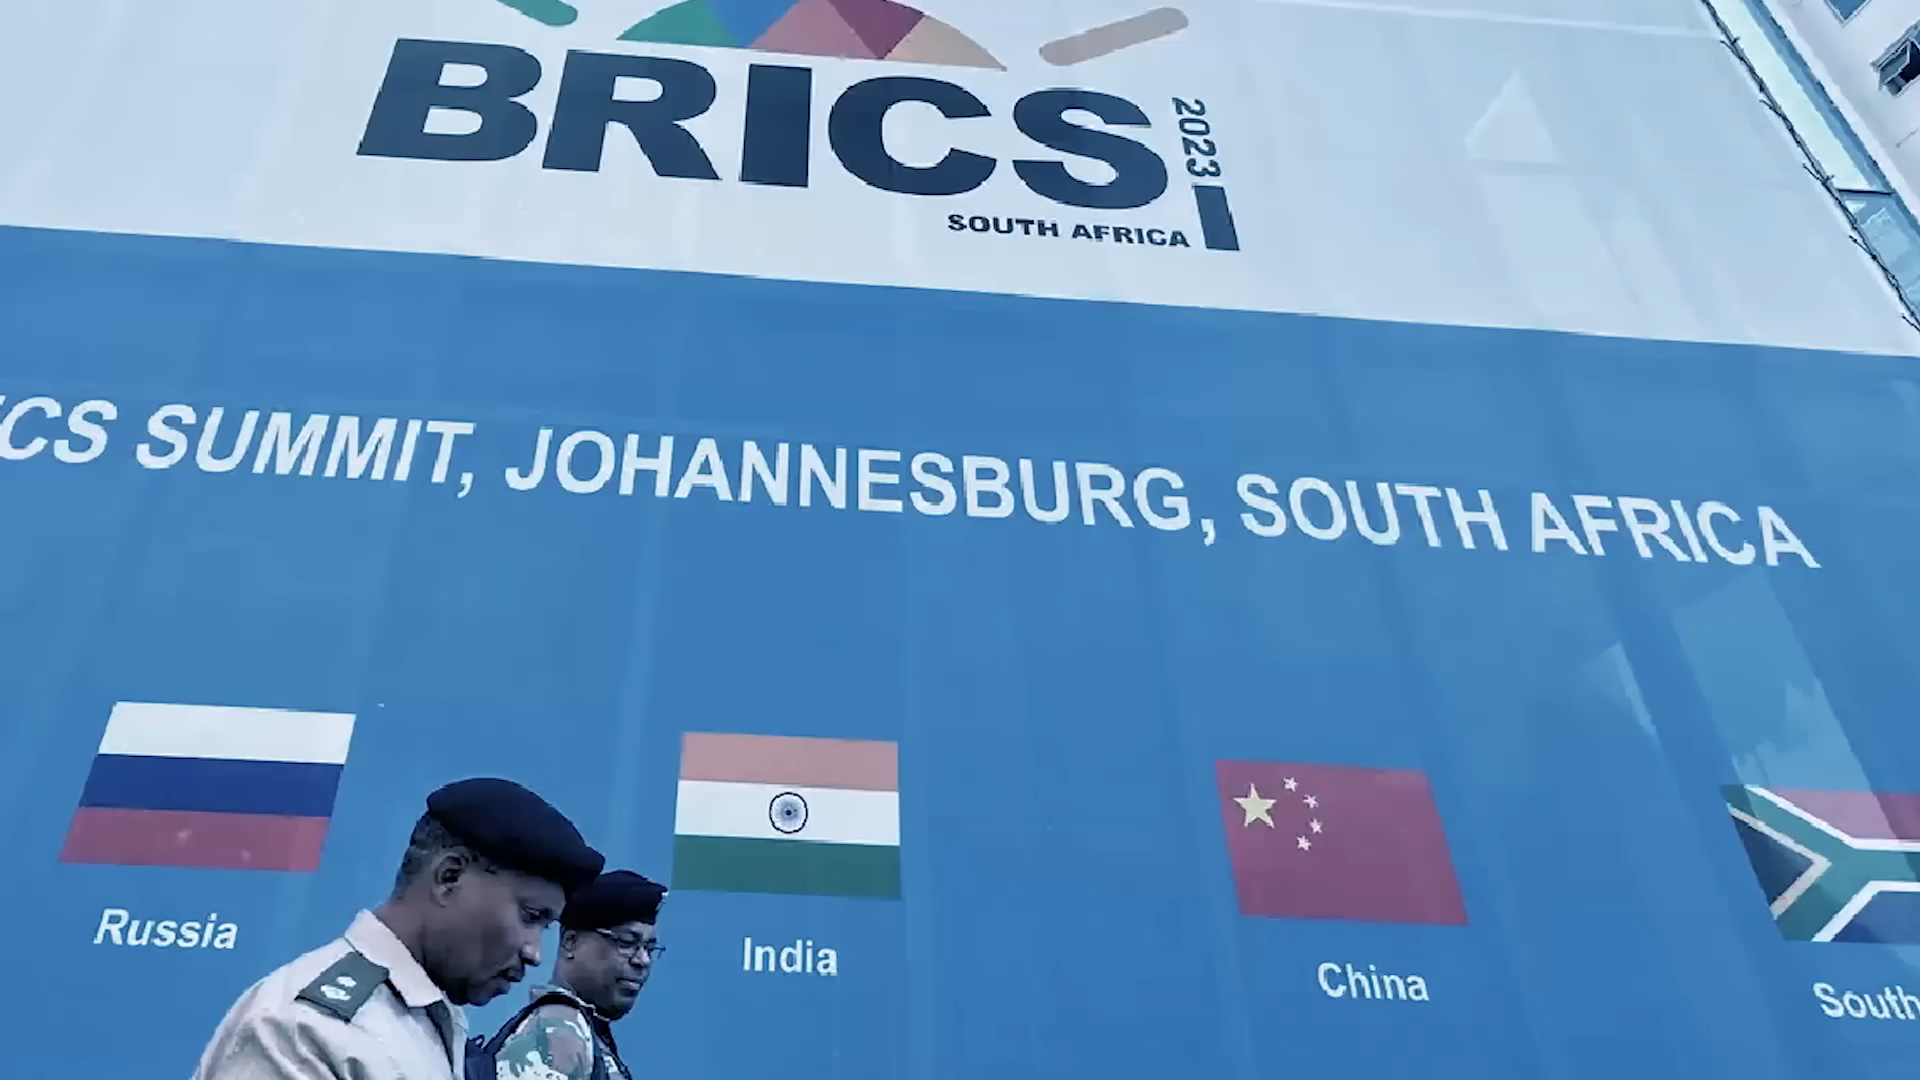 BRICS
2023
SOUTH AFRICA
CS SUMMIT, JOHANNESBURG, SOUTH AFRICA
Russia
India
China
South